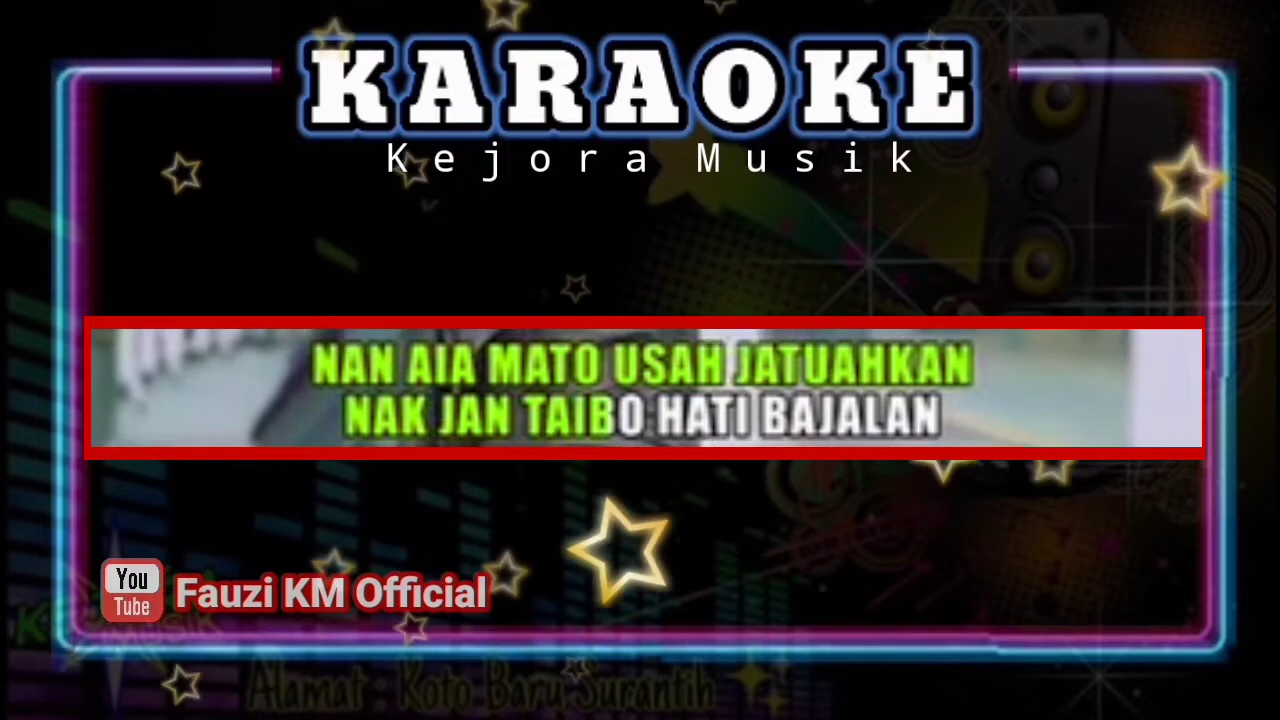 KARAOKE
Kejora Musik
NAN AIA MATO USAH JATUAHKAN
NAK JAN TAIBO HATI BAJALAN
You
Tube
Fauzi KM Official
MUSIK
Alamat : Koto Baru Surantih